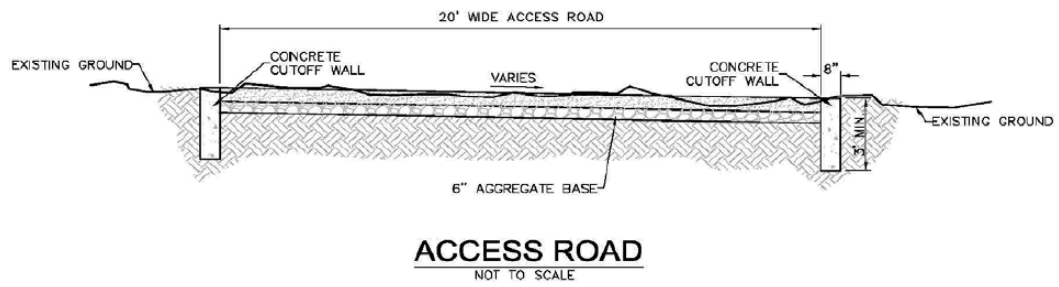 20' WIDE ACCESS ROAD
EXISTING GROUND
CONCRETE
CUTOFF WALL
VARIES
CONCRETE
CUTOFF WALL
8"
EXISTING GROUND
3' MIN.
6" AGGREGATE BASE
ACCESS ROAD
NOT TO SCALE